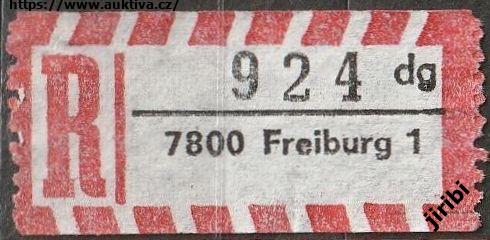 https://www.auktiva.cz/
R
924 dg
7800 Freiburg 1
jiribi